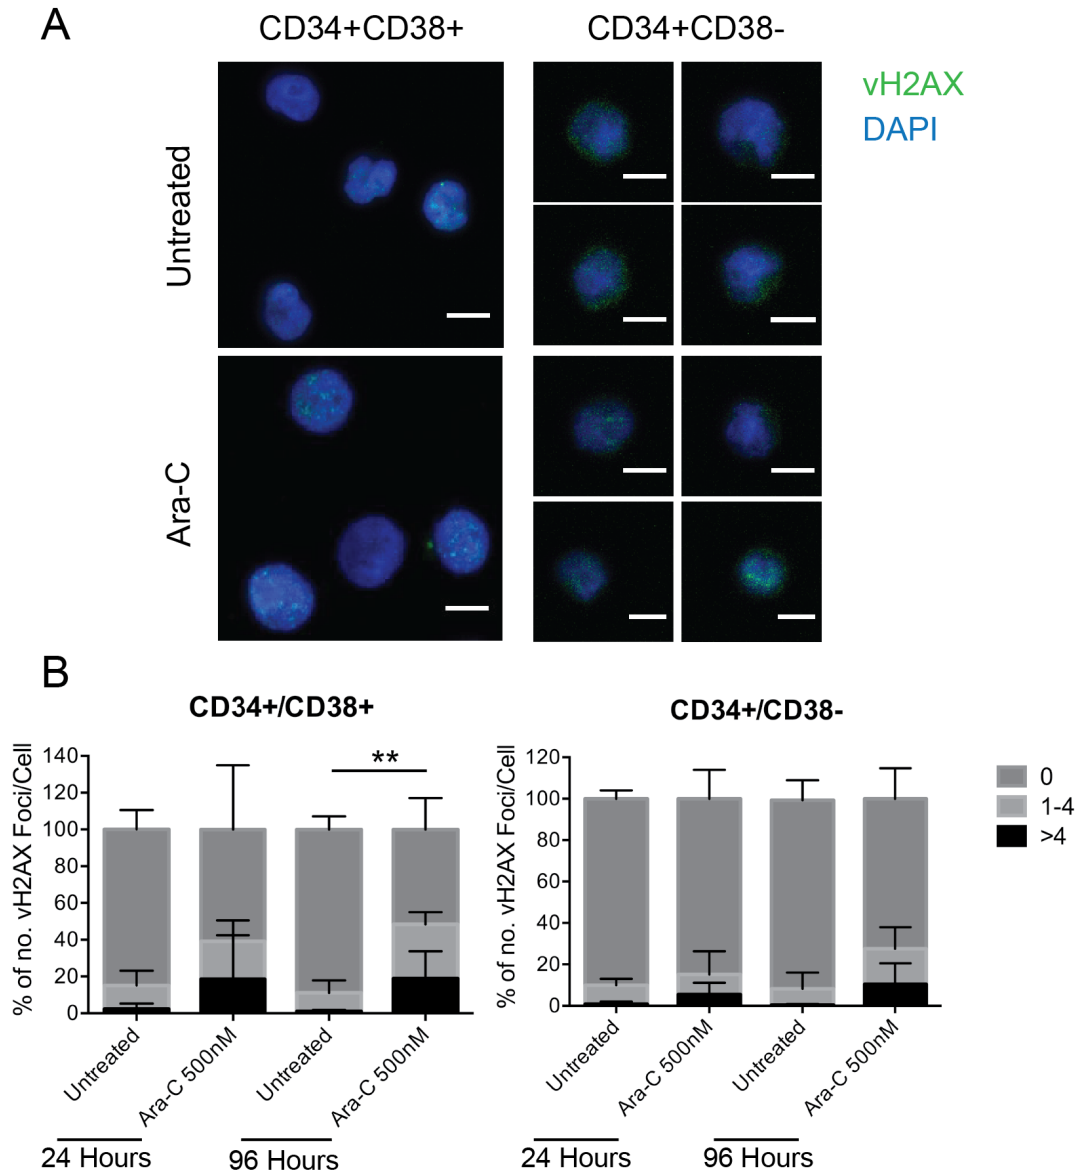 A
CD34+CD38+
CD34+CD38-
vH2AX
DAPI
Untreated
Ara-C
B
CD34+/CD38+
% of no. vH2AX Foci/Cell
140
120
100
80
60
40
20
0
**
Untreated
Ara-C 500nM
Untreated
Ara-C 500nM
24 Hours
96 Hours
CD34+/CD38-
% of no. vH2AX Foci/Cell
120
100
80
60
40
20
0
Untreated
Ara-C 500nM
Untreated
Ara-C 500nM
24 Hours
96 Hours
0
1-4
>4